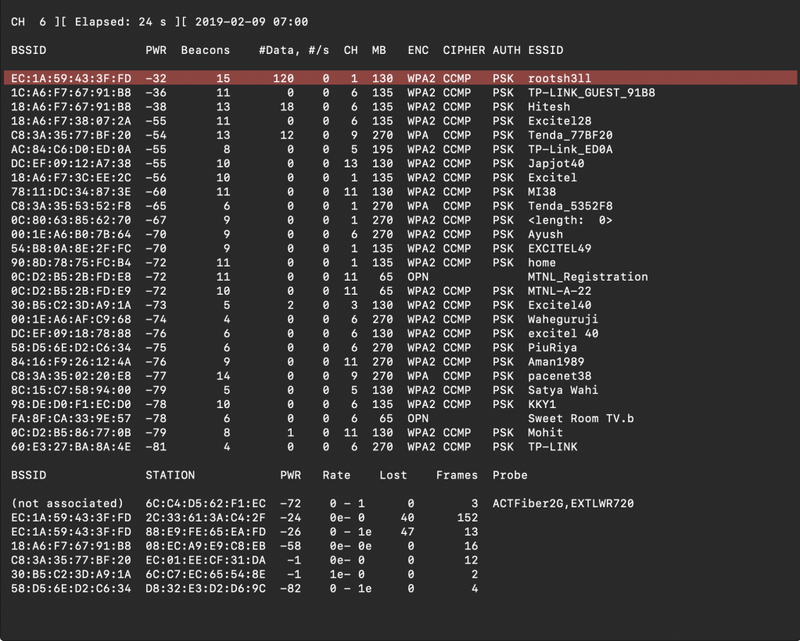 CH 6 ][ Elapsed: 24 s ][ 2019-02-09 07:00
BSSID PWR Beacons #Data, #/s CH MB ENC CIPHER AUTH ESSID
EC:1A:59:43:3F:FD -32 15 120 0 1 130 WPA2 CCMP PSK rootsh3ll
1C:A6:F7:67:91:B8 -36 11 0 0 6 135 WPA2 CCMP PSK TP-LINK_GUEST_91B8
18:A6:F7:67:91:B8 -38 13 18 0 6 135 WPA2 CCMP PSK Hitesh
18:A6:F7:38:07:2A -55 11 0 0 6 135 WPA2 CCMP PSK Excitel28
C8:3A:35:77:BF:20 -54 13 12 0 9 270 WPA CCMP PSK Tenda_77BF20
AC:84:C6:D0:ED:0A -55 8 0 0 5 195 WPA2 CCMP PSK TP-Link_ED0A
DC:EF:09:12:A7:38 -55 10 0 0 13 130 WPA2 CCMP PSK Japjot40
18:A6:F7:3C:EE:2C -56 10 0 0 1 135 WPA2 CCMP PSK Excitel
78:11:DC:34:87:3E -60 11 0 0 11 130 WPA2 CCMP PSK MI38
C8:3A:35:53:52:F8 -65 6 0 0 1 270 WPA CCMP PSK Tenda_5352F8
0C:80:63:85:62:70 -67 9 0 0 1 270 WPA2 CCMP PSK <length: 0>
00:1E:A6:B0:7B:64 -70 9 0 0 6 270 WPA2 CCMP PSK Ayush
54:B8:0A:8E:2F:FC -70 9 0 0 1 135 WPA2 CCMP PSK EXCITEL49
90:8D:78:75:FC:B4 -72 11 0 0 1 135 WPA2 CCMP PSK home
0C:D2:B5:2B:FD:E8 -72 11 0 0 11 65 OPN MTNL_Registration
0C:D2:B5:2B:FD:E9 -72 10 0 0 11 65 WPA2 CCMP PSK MTNL-A-22
30:B5:C2:3D:A9:1A -73 5 2 0 3 130 WPA2 CCMP PSK Excitel40
00:1E:A6:AF:C9:68 -74 4 0 0 6 270 WPA2 CCMP PSK Waheguruji
DC:EF:09:18:78:88 -76 6 0 0 6 130 WPA2 CCMP PSK excitel 40
58:D5:6E:D2:C6:34 -75 6 0 0 6 270 WPA2 CCMP PSK PiuRiya
84:16:F9:26:12:4A -76 9 0 0 11 270 WPA2 CCMP PSK Aman1989
C8:3A:35:02:20:E8 -77 14 0 0 9 270 WPA CCMP PSK pacenet38
8C:15:C7:58:94:00 -79 5 0 0 5 130 WPA2 CCMP PSK Satya Wahi
98:DE:D0:F1:EC:D0 -78 10 0 0 6 135 WPA2 CCMP PSK KKY1
FA:8F:CA:33:9E:57 -78 6 0 0 6 65 OPN Sweet Room TV.b
0C:D2:B5:86:77:0B -79 8 1 0 11 130 WPA2 CCMP PSK Mohit
60:E3:27:BA:8A:4E -81 4 0 0 6 270 WPA2 CCMP PSK TP-LINK
BSSID STATION PWR Rate Lost Frames Probe
(not associated) 6C:C4:D5:62:F1:EC -72 0 - 1 0 3 ACTFiber2G,EXTLWR720
EC:1A:59:43:3F:FD 2C:33:61:3A:C4:2F -24 0e- 0 40 152
EC:1A:59:43:3F:FD 88:E9:FE:65:EA:FD -26 0 - 1e 47 13
18:A6:F7:67:91:B8 08:EC:A9:E9:C8:EB -58 0e- 0e 0 16
C8:3A:35:77:BF:20 EC:01:EE:CF:31:DA -1 0e- 0 0 12
30:B5:C2:3D:A9:1A 6C:C7:EC:65:54:8E -1 1e- 0 0 2
58:D5:6E:D2:C6:34 D8:32:E3:D2:D6:9C -82 0 - 1e 0 4